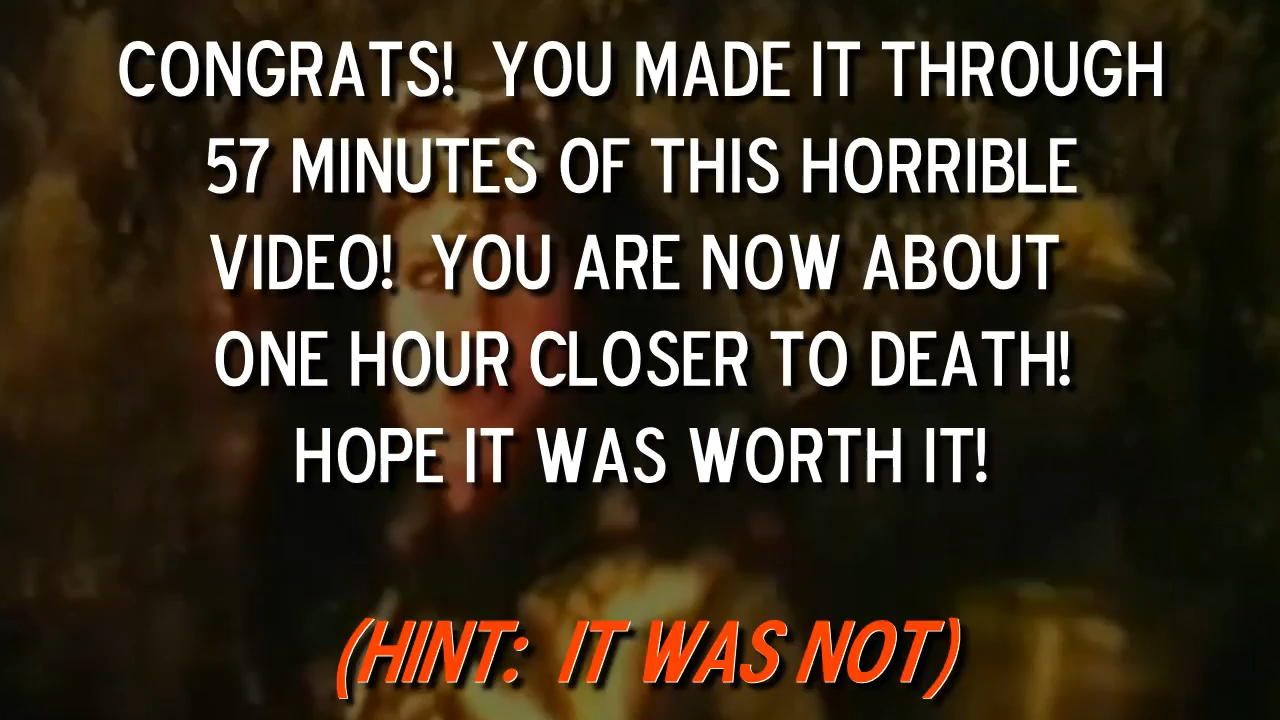 CONGRATS!  YOU MADE IT THROUGH
57 MINUTES OF THIS HORRIBLE
VIDEO!  YOU ARE NOW ABOUT
ONE HOUR CLOSER TO DEATH!
HOPE IT WAS WORTH IT!
(HINT:  IT WAS NOT)